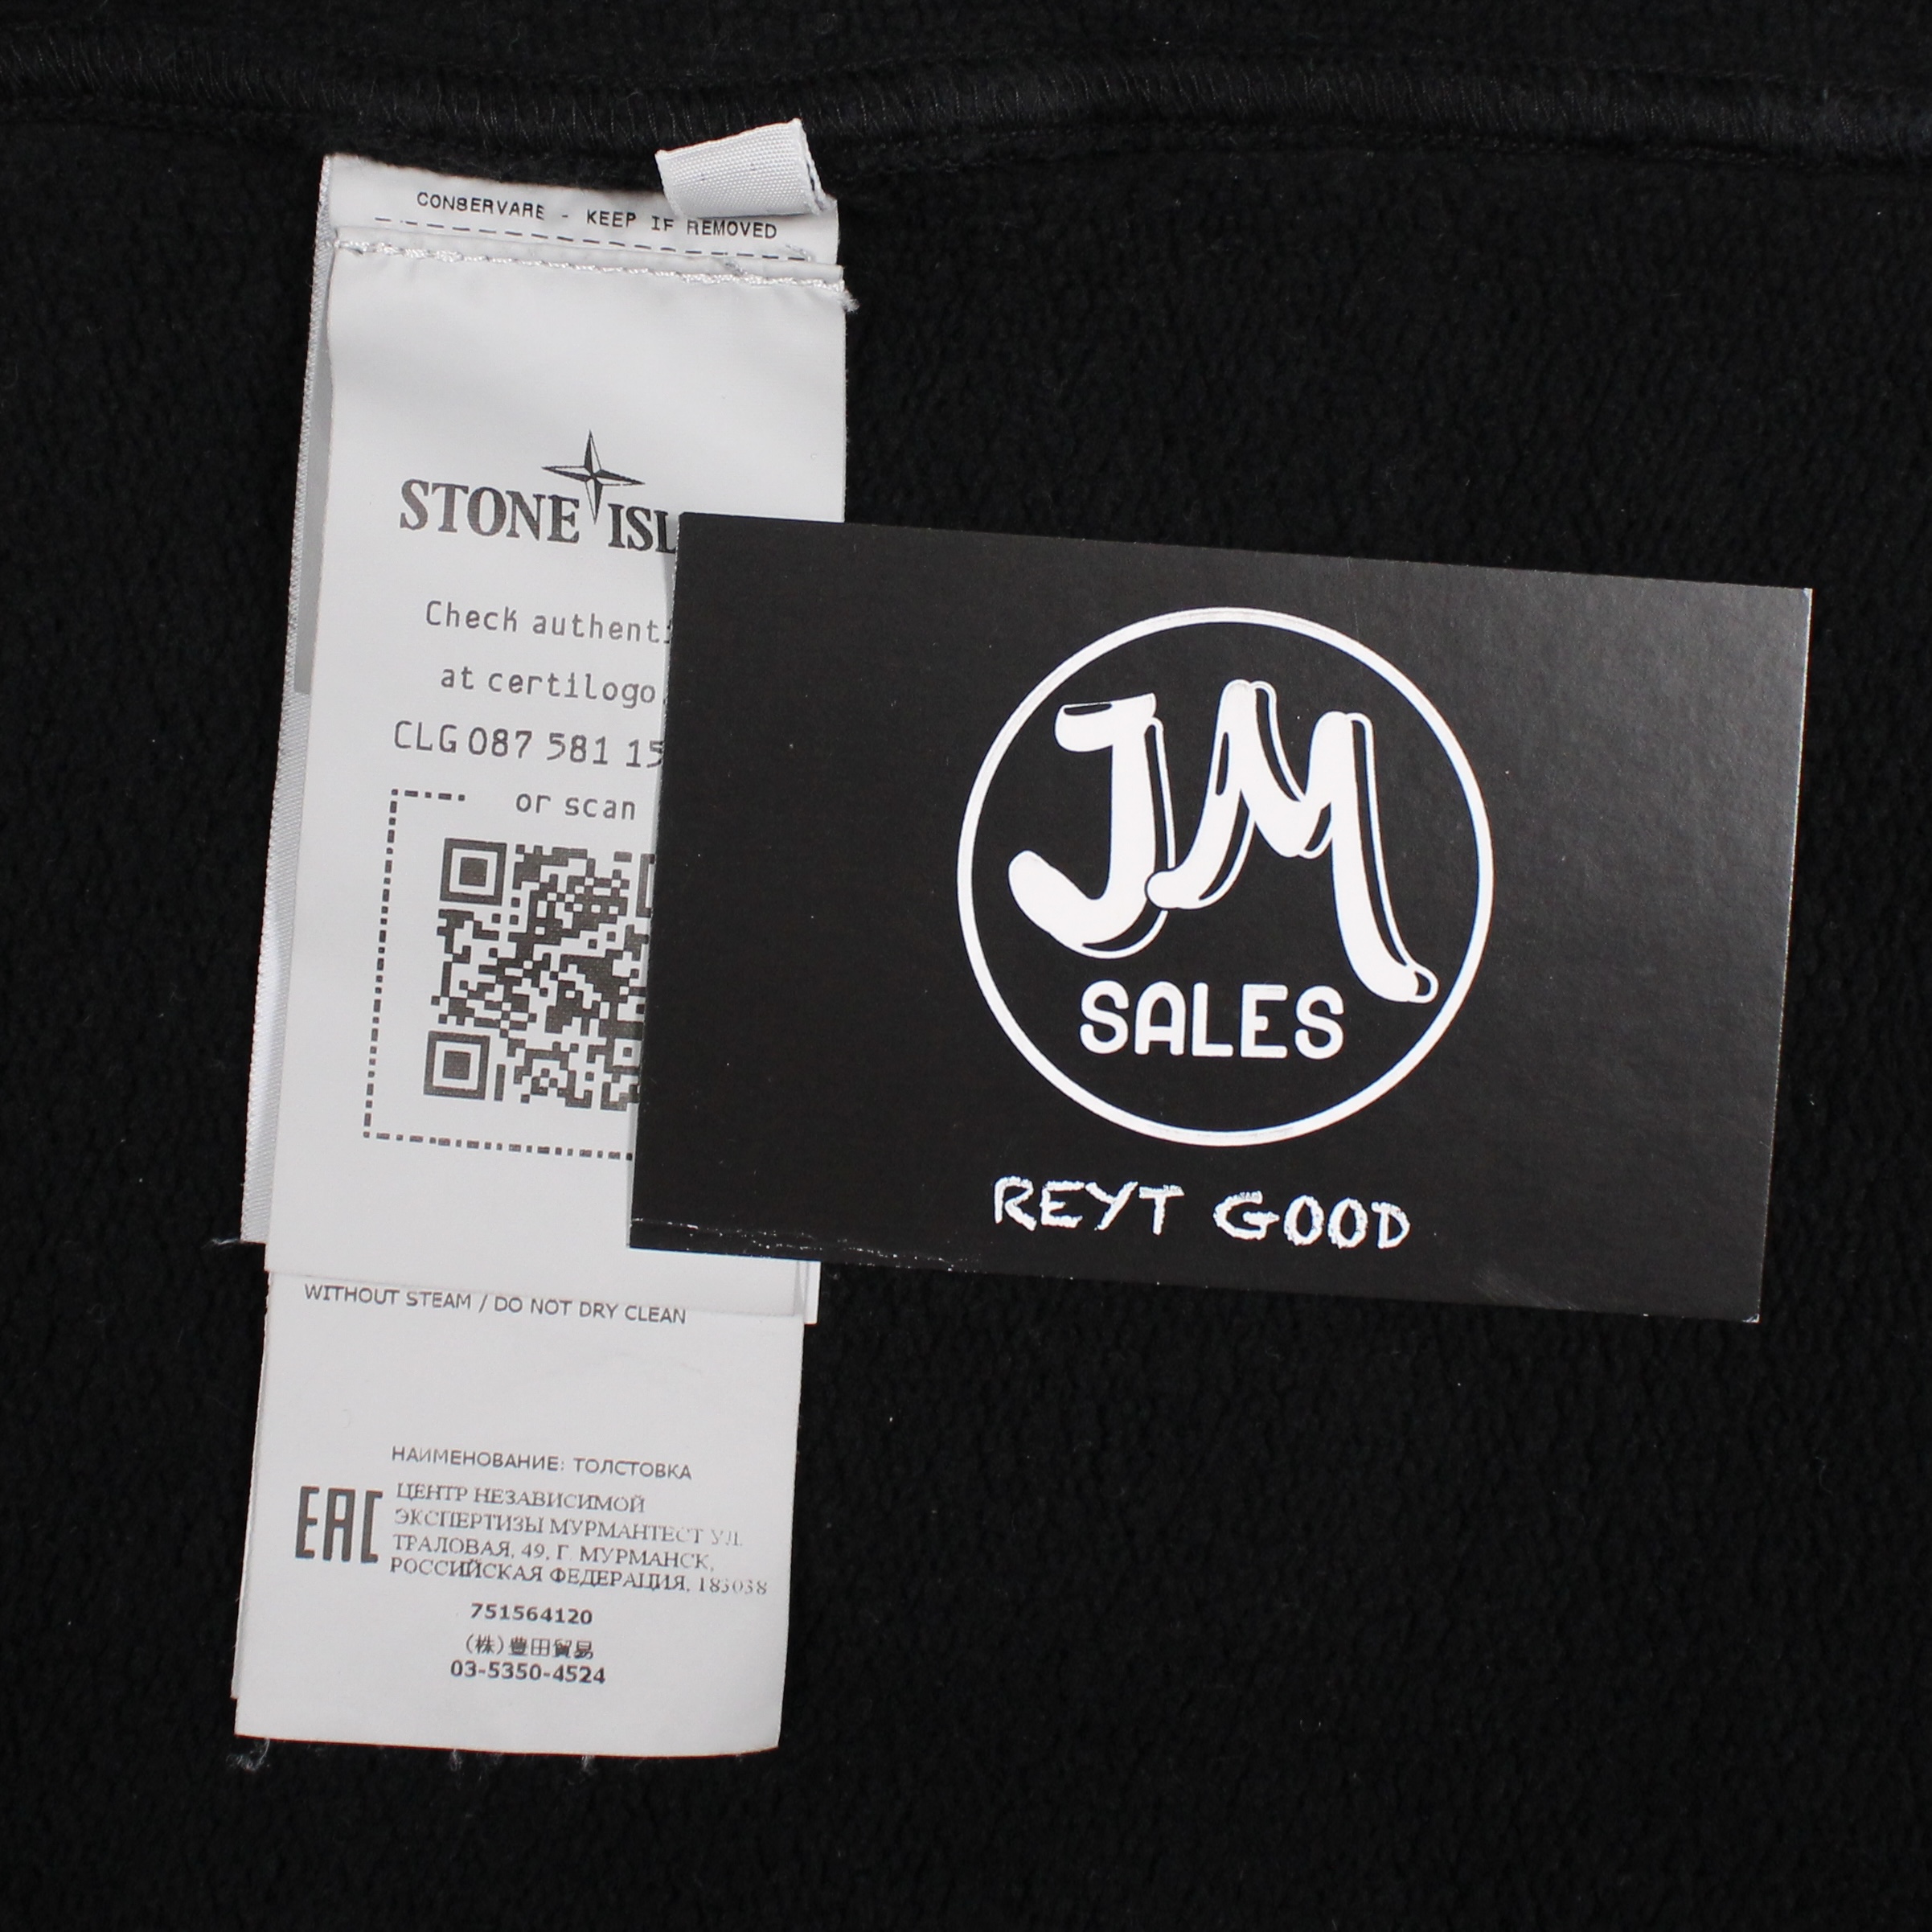 CONSERVARE - KEEP IF REMOVED
STONE ISL
Check authenti
at certilogo
CLG 087 581 15
or scan
JM
SALES
REYT GOOD
WITHOUT STEAM / DO NOT DRY CLEAN
НАИМЕНОВАНИЕ: ТОЛСТОВКА
EAC
ЦЕНТР НЕЗАВИСИМОЙ
ЭКСПЕРТИЗЫ МУРМАНТЕСТ УЛ.
ТРАЛОВАЯ, 49, Г. МУРМАНСК,
РОССИЙСКАЯ ФЕДЕРАЦИЯ, 183038
751564120
(株)豊田貿易
03-5350-4524